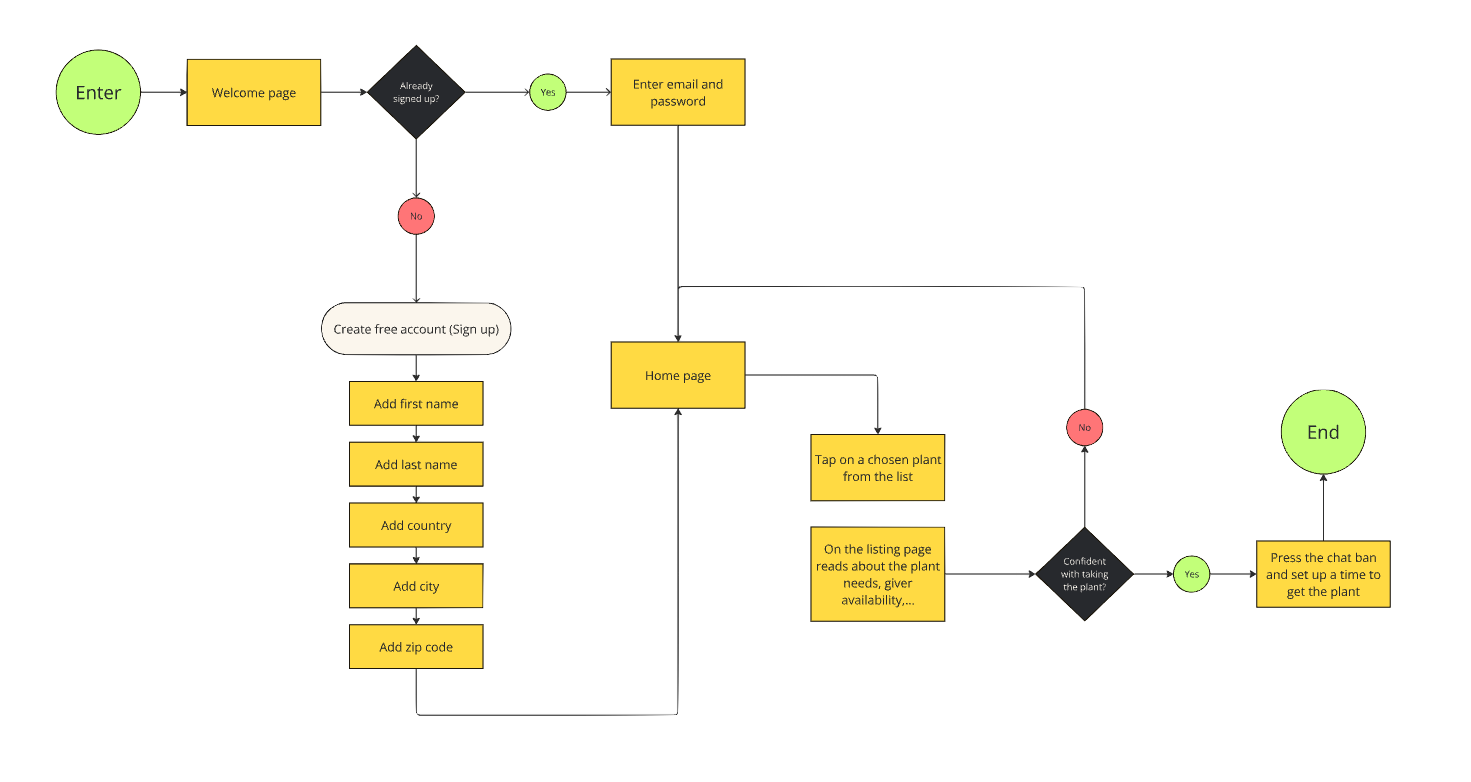 Enter
Welcome page
Already
signed up?
Yes
Enter email and
password
No
Create free account (Sign up)
Add first name
Add last name
Add country
Add city
Add zip code
Home page
Tap on a chosen plant
from the list
On the listing page
reads about the plant
needs, giver
availability,...
Confident
with taking
the plant?
No
Yes
Press the chat ban
and set up a time to
get the plant
End